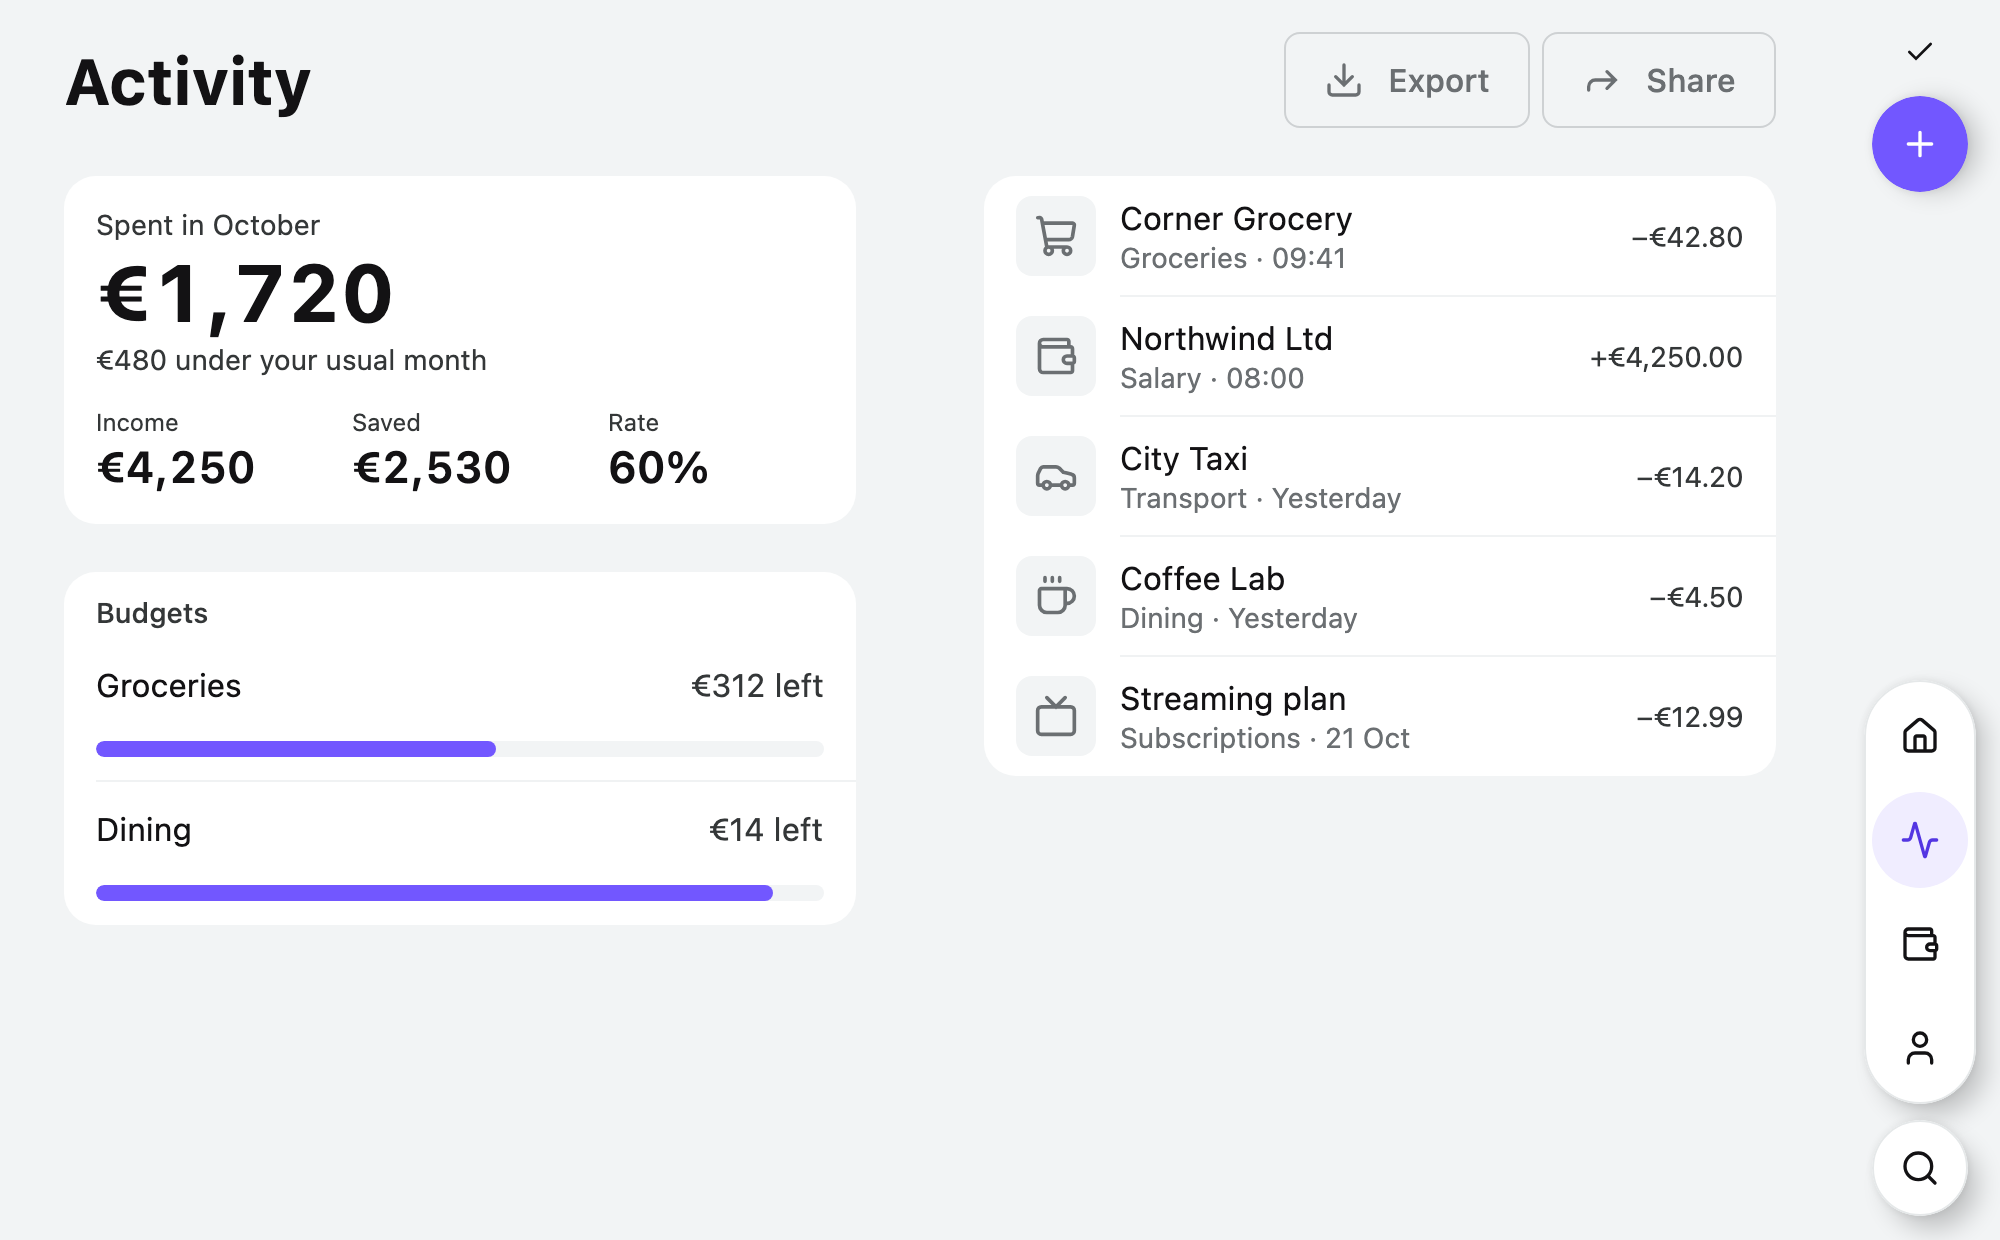 Activity
Export
Share
Spent in October
€1,720
€480 under your usual month
Income
Saved
Rate
€4,250
€2,530
60%
Budgets
Groceries
€312 left
Dining
€14 left
Corner Grocery
Groceries · 09:41
–€42.80
Northwind Ltd
Salary · 08:00
+€4,250.00
City Taxi
Transport · Yesterday
–€14.20
Coffee Lab
Dining · Yesterday
–€4.50
Streaming plan
Subscriptions · 21 Oct
–€12.99